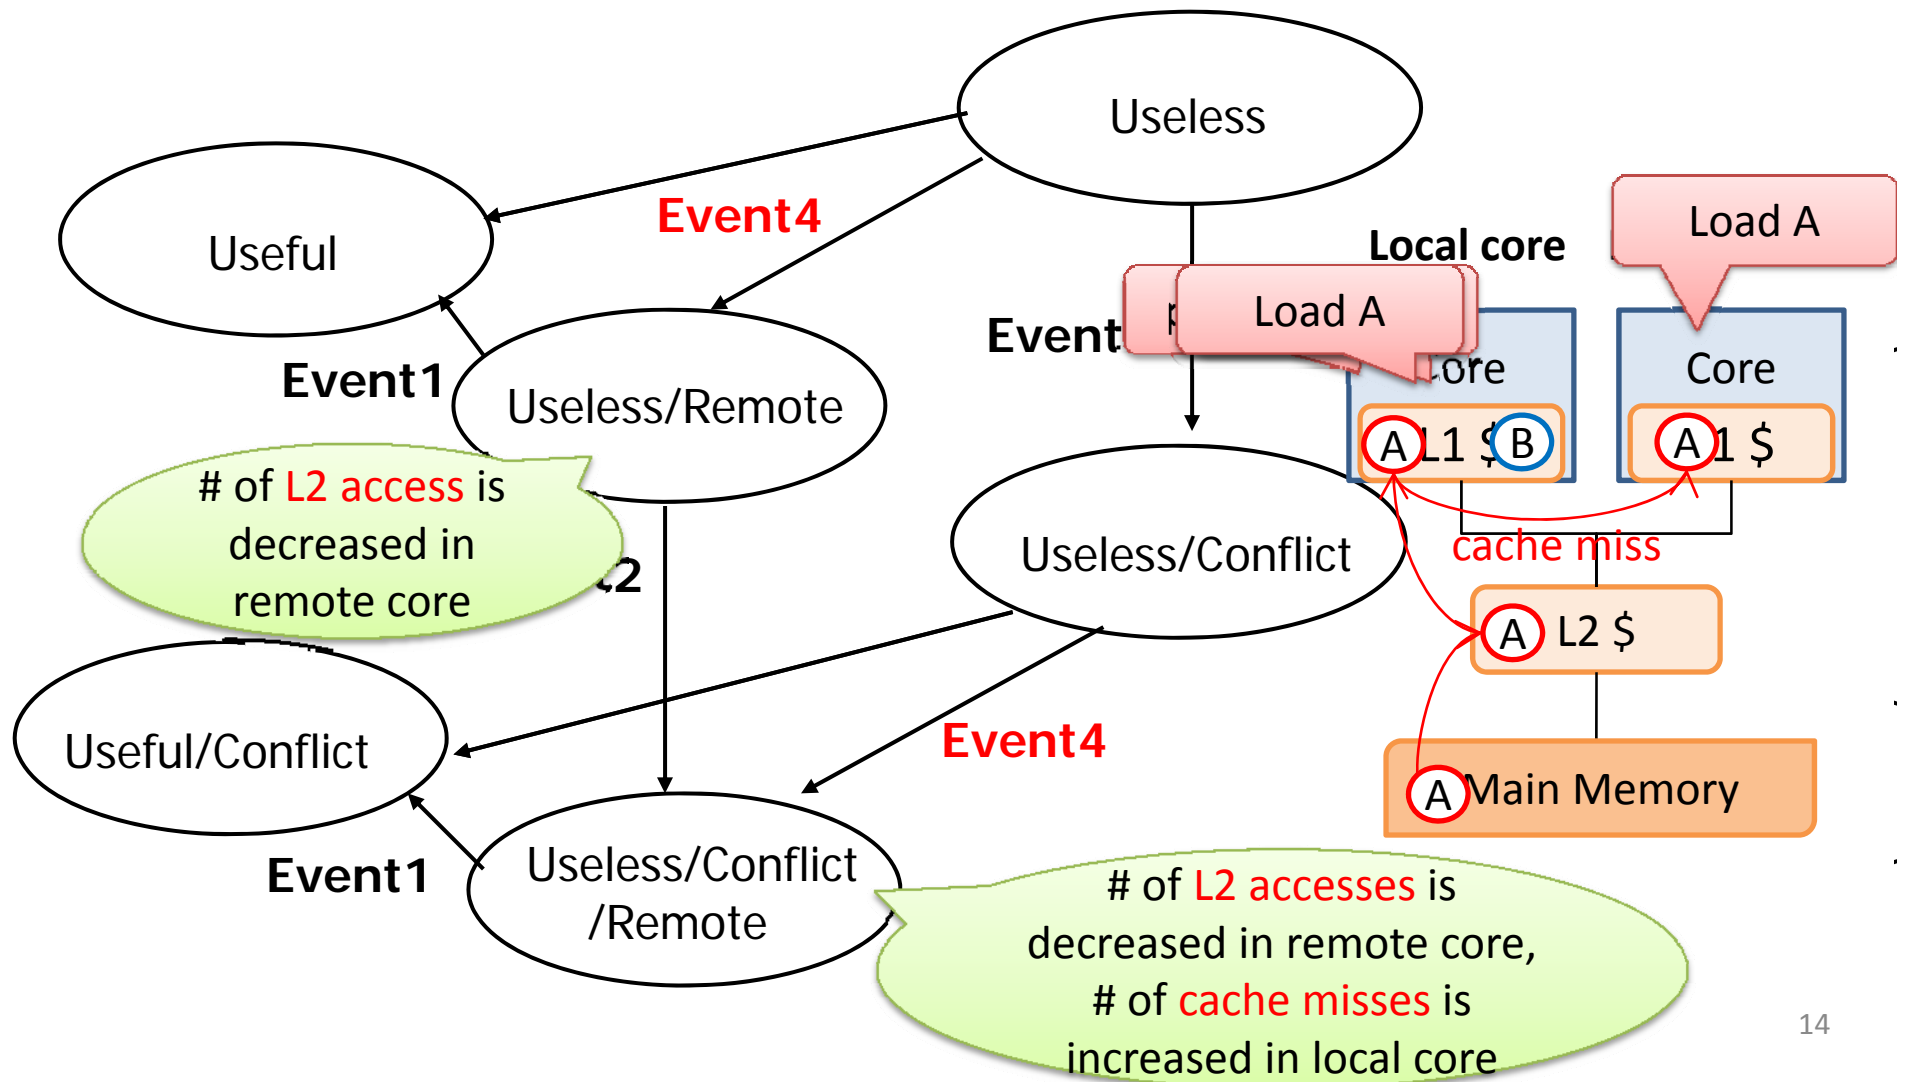 Useless
Event4
Useful
Load A
Local core
Load A
Event
Event1
Useless/Remote
Core
A L1 $ B
A 1 $
# of L2 access is
decreased in
remote core
Useless/Conflict
cache miss
A L2 $
Useful/Conflict
Event4
A Main Memory
Event1
Useless/Conflict
/Remote
# of L2 accesses is
decreased in remote core,
# of cache misses is
increased in local core
14